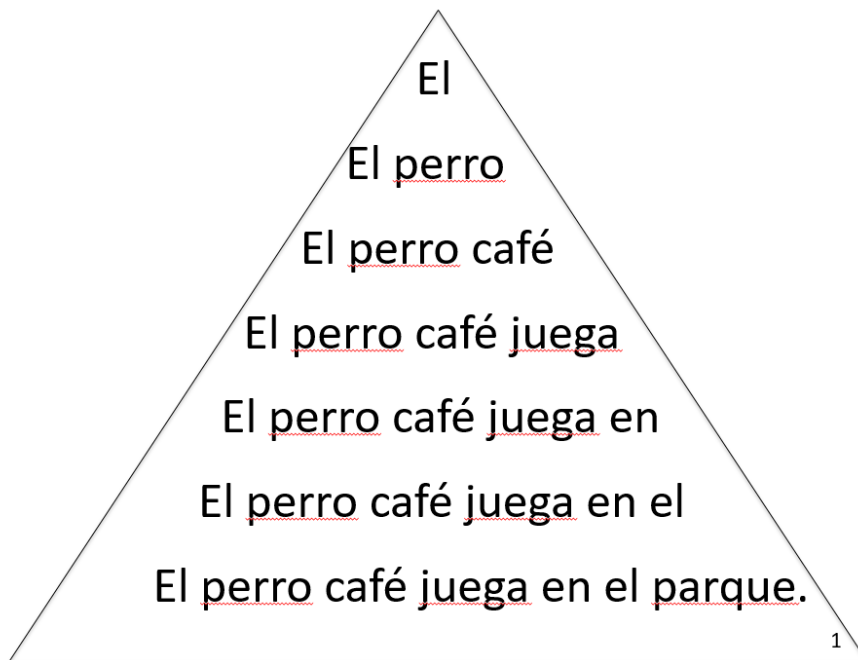 El
El perro
El perro café
El perro café juega
El perro café juega en
El perro café juega en el
El perro café juega en el parque.
1